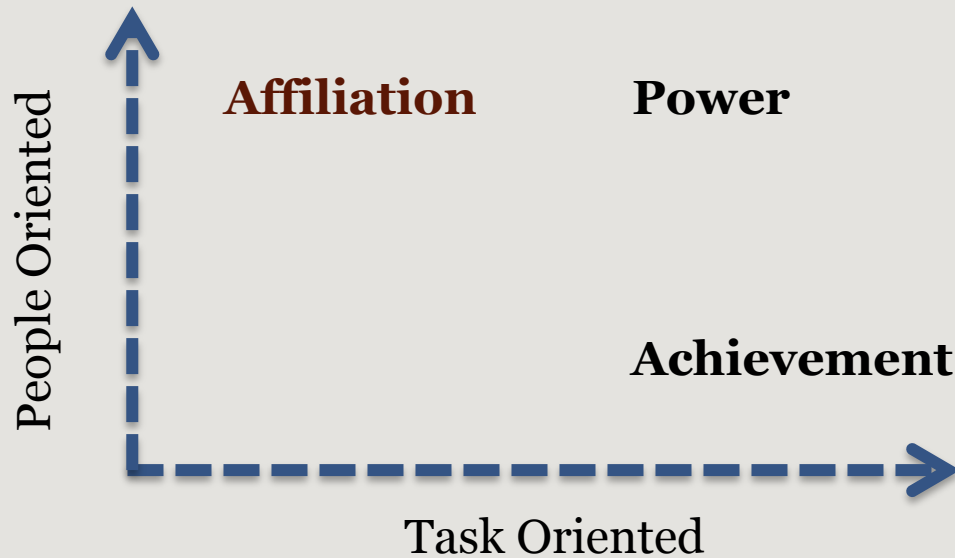 People Oriented
Affiliation
Power
Achievement
Task Oriented